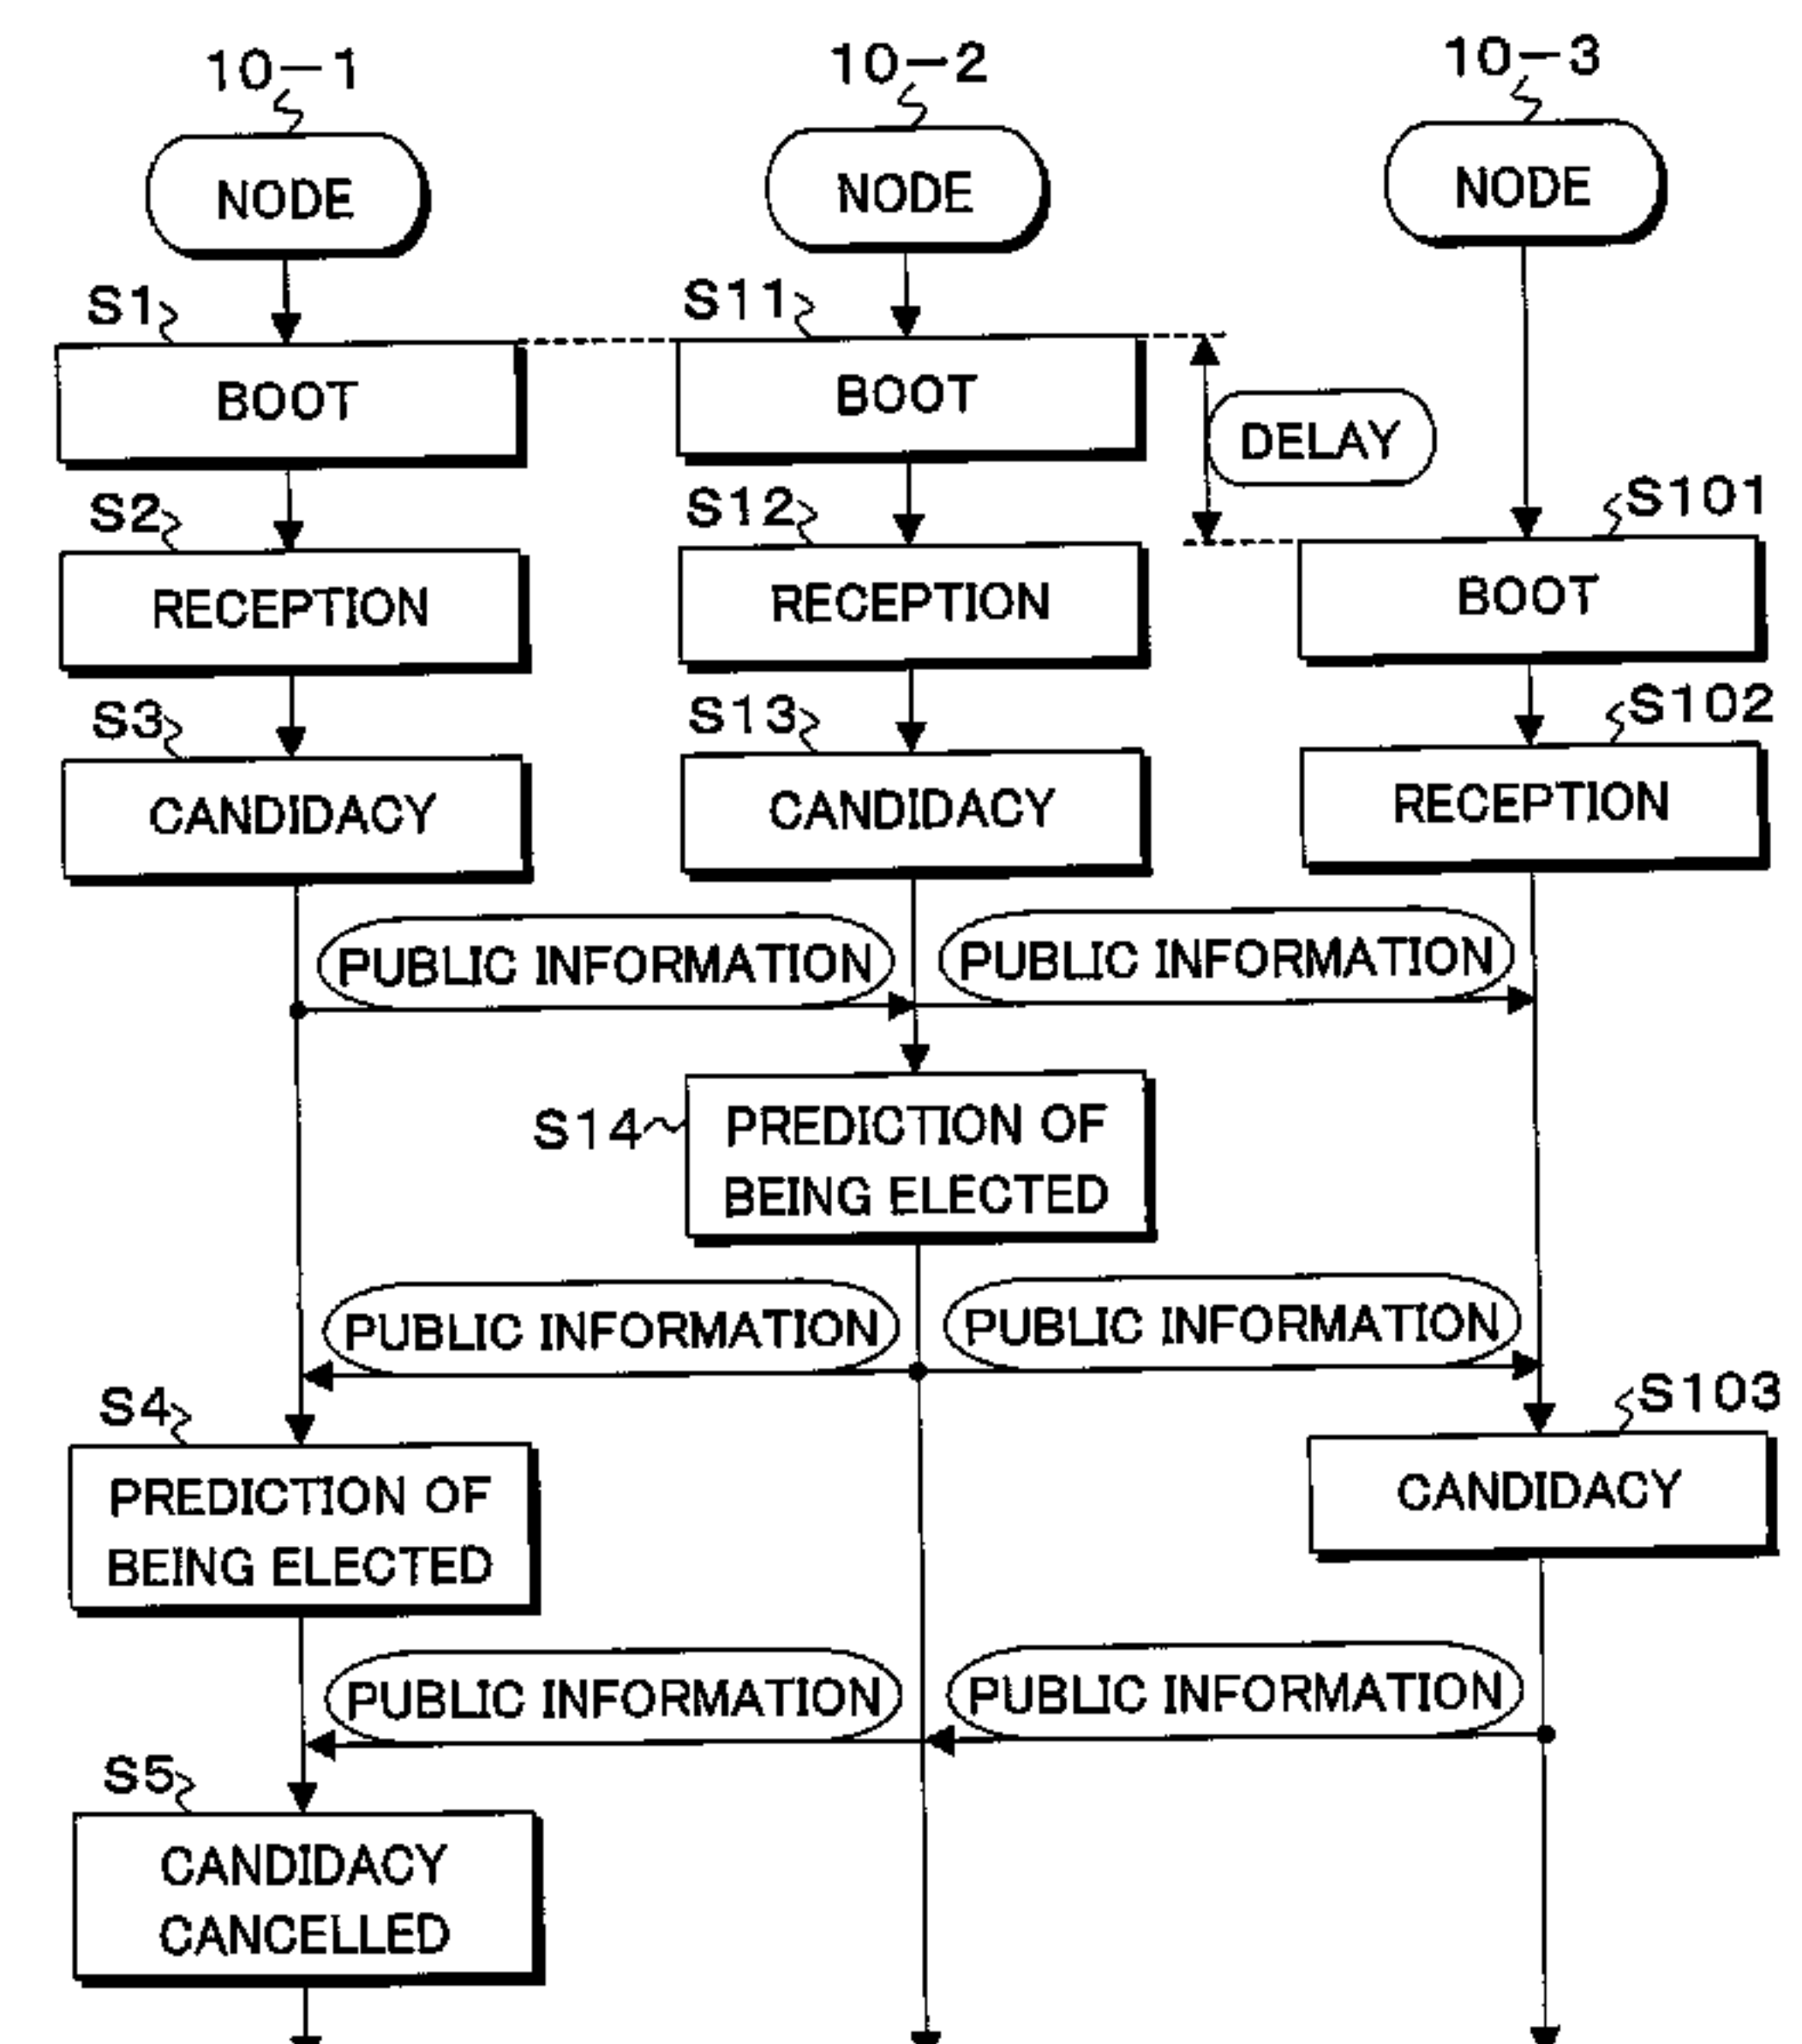 10-1
10-2
10-3
NODE
NODE
NODE
S1
S11
BOOT
BOOT
DELAY
S2
S12
S101
RECEPTION
RECEPTION
BOOT
S3
S13
S102
CANDIDACY
CANDIDACY
RECEPTION
PUBLIC INFORMATION
PUBLIC INFORMATION
S14
PREDICTION OF
BEING ELECTED
PUBLIC INFORMATION
PUBLIC INFORMATION
S4
S103
PREDICTION OF
BEING ELECTED
CANDIDACY
PUBLIC INFORMATION
PUBLIC INFORMATION
S5
CANDIDACY
CANCELLED